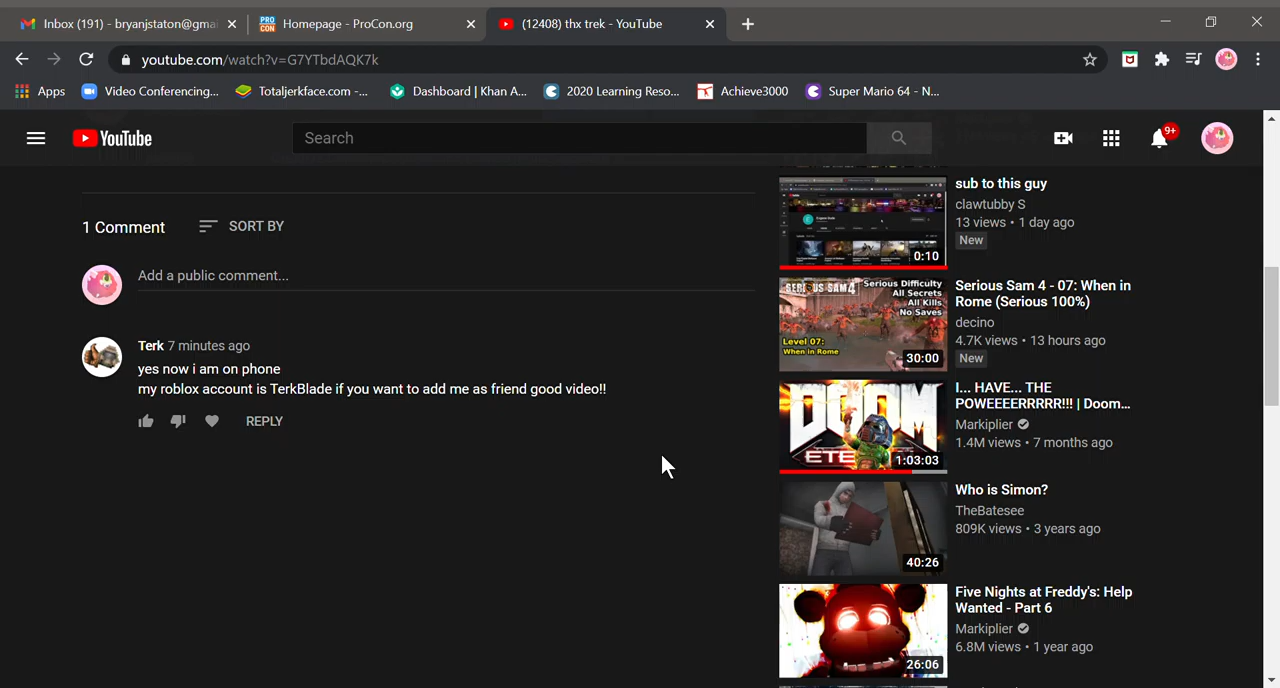 Inbox (191) - bryanjstaton@gmai
Homepage - ProCon.org
(12408) thx trek - YouTube
youtube.com/watch?v=G7YTbdAQK7k
Apps
Video Conferencing...
Totaljerkface.com -...
Dashboard | Khan A...
2020 Learning Reso...
Achieve3000
Super Mario 64 - N...
YouTube
Search
9+
1 Comment
SORT BY
Add a public comment...
Terk 7 minutes ago
yes now i am on phone
my roblox account is TerkBlade if you want to add me as friend good video!!
REPLY
0:10
sub to this guy
clawtubby S
13 views • 1 day ago
New
SERIOUS SAM 4
Serious Difficulty
All Secrets
All Kills
No Saves
Level 07:
When in Rome
30:00
Serious Sam 4 - 07: When in
Rome (Serious 100%)
decino
4.7K views • 13 hours ago
New
DOOM
ETE
1:03:03
I... HAVE... THE
POWEEEERRRRR!!! | Doom...
Markiplier
1.4M views • 7 months ago
40:26
Who is Simon?
TheBatesee
809K views • 3 years ago
26:06
Five Nights at Freddy's: Help
Wanted - Part 6
Markiplier
6.8M views • 1 year ago